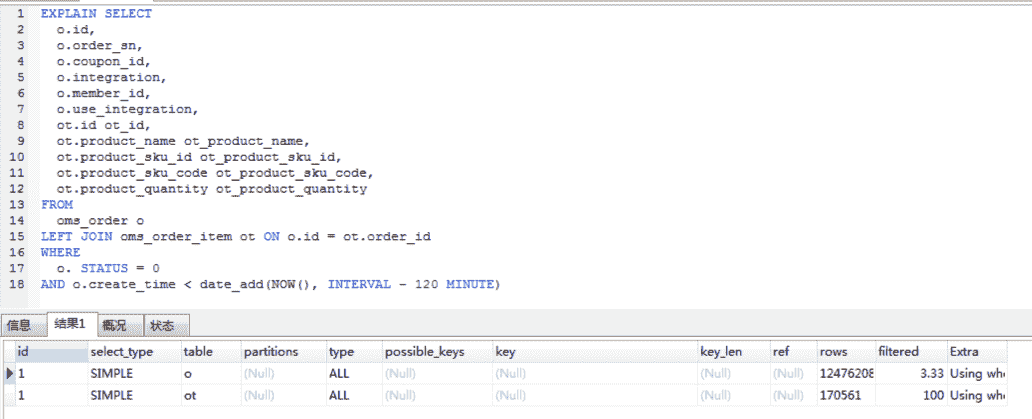 1 EXPLAIN SELECT
2 o.id,
3 o.order_sn,
4 o.coupon_id,
5 o.integration,
6 o.member_id,
7 o.use_integration,
8 ot.id ot_id,
9 ot.product_name ot_product_name,
10 ot.product_sku_id ot_product_sku_id,
11 ot.product_sku_code ot_product_sku_code,
12 ot.product_quantity ot_product_quantity
13 FROM
14 oms_order o
15 LEFT JOIN oms_order_item ot ON o.id = ot.order_id
16 WHERE
17 o. STATUS = 0
18 AND o.create_time < date_add(NOW(), INTERVAL - 120 MINUTE)
信息 结果1 概况 状态
id select_type table partitions type possible_keys key key_len ref rows filtered Extra
1 SIMPLE o (Null) ALL (Null) (Null) (Null) (Null) 12476208 3.33 Using whe
1 SIMPLE ot (Null) ALL (Null) (Null) (Null) (Null) 170561 100 Using whe